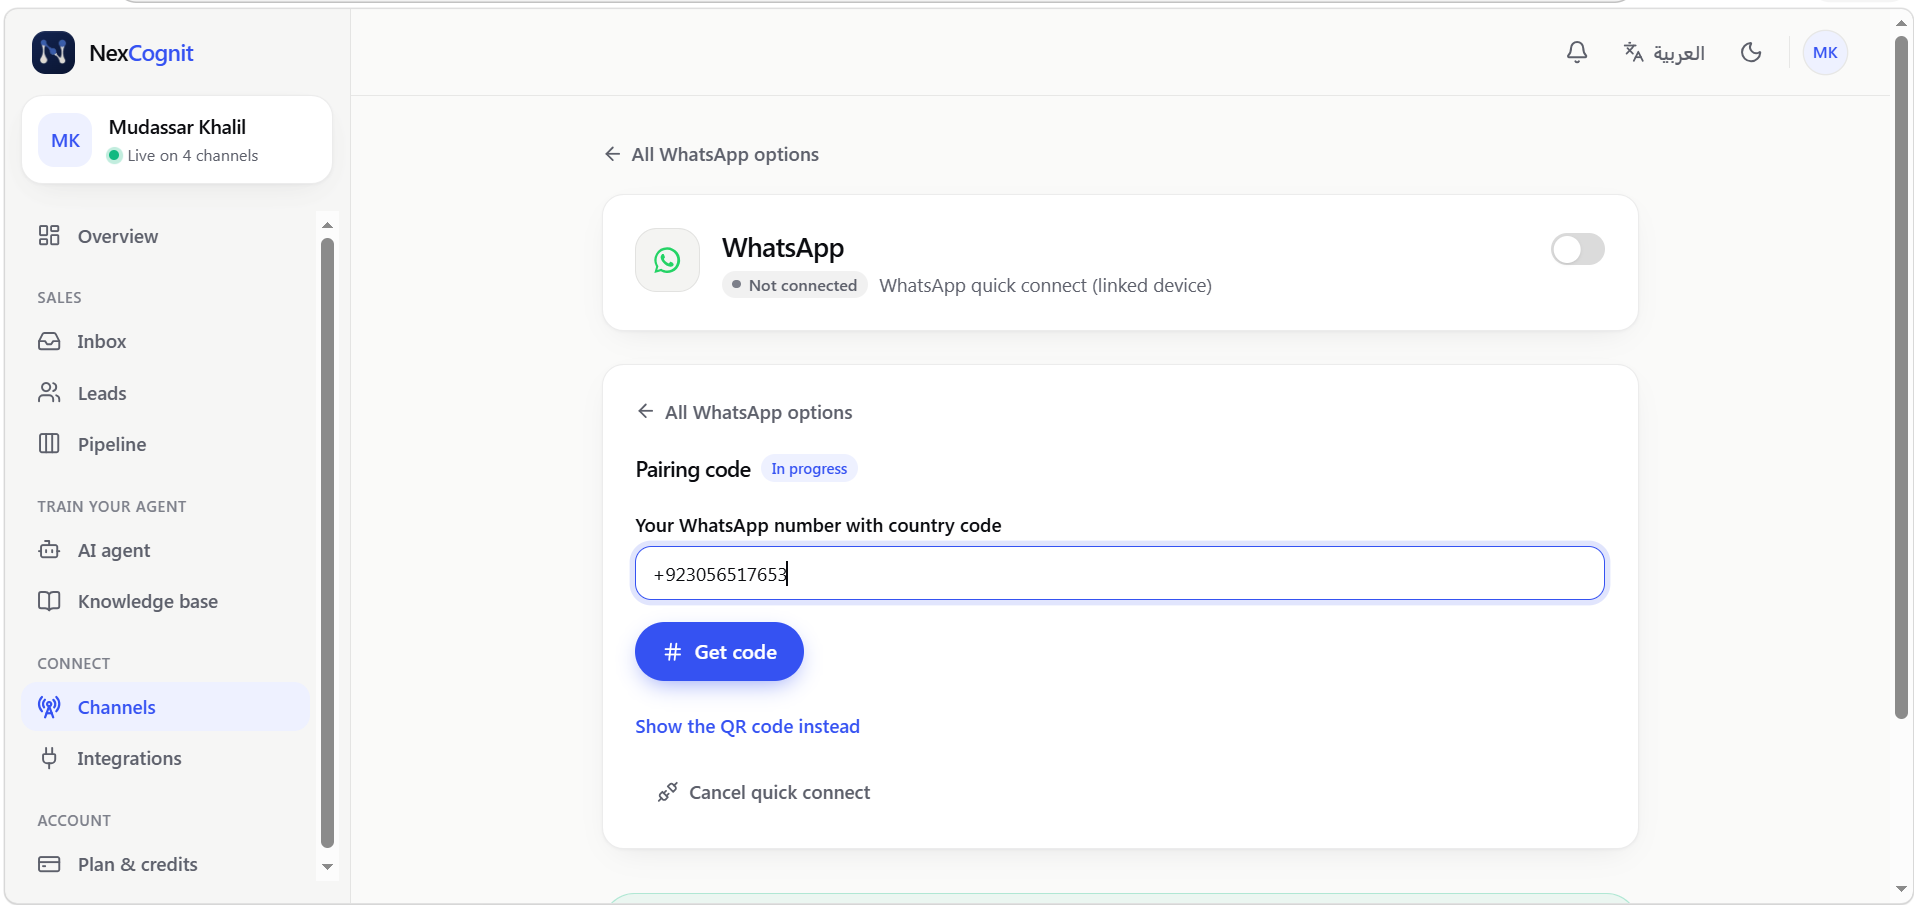 NexCognit
Mudassar Khalil
MK
Live on 4 channels
Overview
SALES
Inbox
Leads
Pipeline
TRAIN YOUR AGENT
AI agent
Knowledge base
CONNECT
Channels
Integrations
ACCOUNT
Plan & credits
العربية
MK
All WhatsApp options
WhatsApp
Not connected WhatsApp quick connect (linked device)
All WhatsApp options
Pairing code In progress
Your WhatsApp number with country code
+923056517653
# Get code
Show the QR code instead
Cancel quick connect